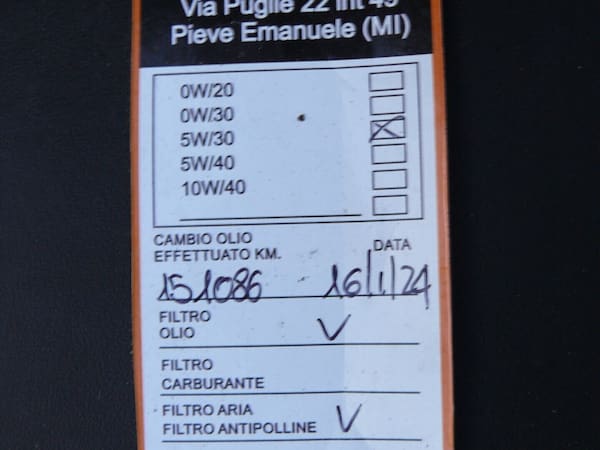 Via Puglie 22 int 49
Pieve Emanuele (MI)
0W/20
0W/30
5W/30
5W/40
10W/40
CAMBIO OLIO
EFFETTUATO KM. DATA
151086 16/1/24
FILTRO
OLIO V
FILTRO
CARBURANTE
FILTRO ARIA
FILTRO ANTIPOLLINE V